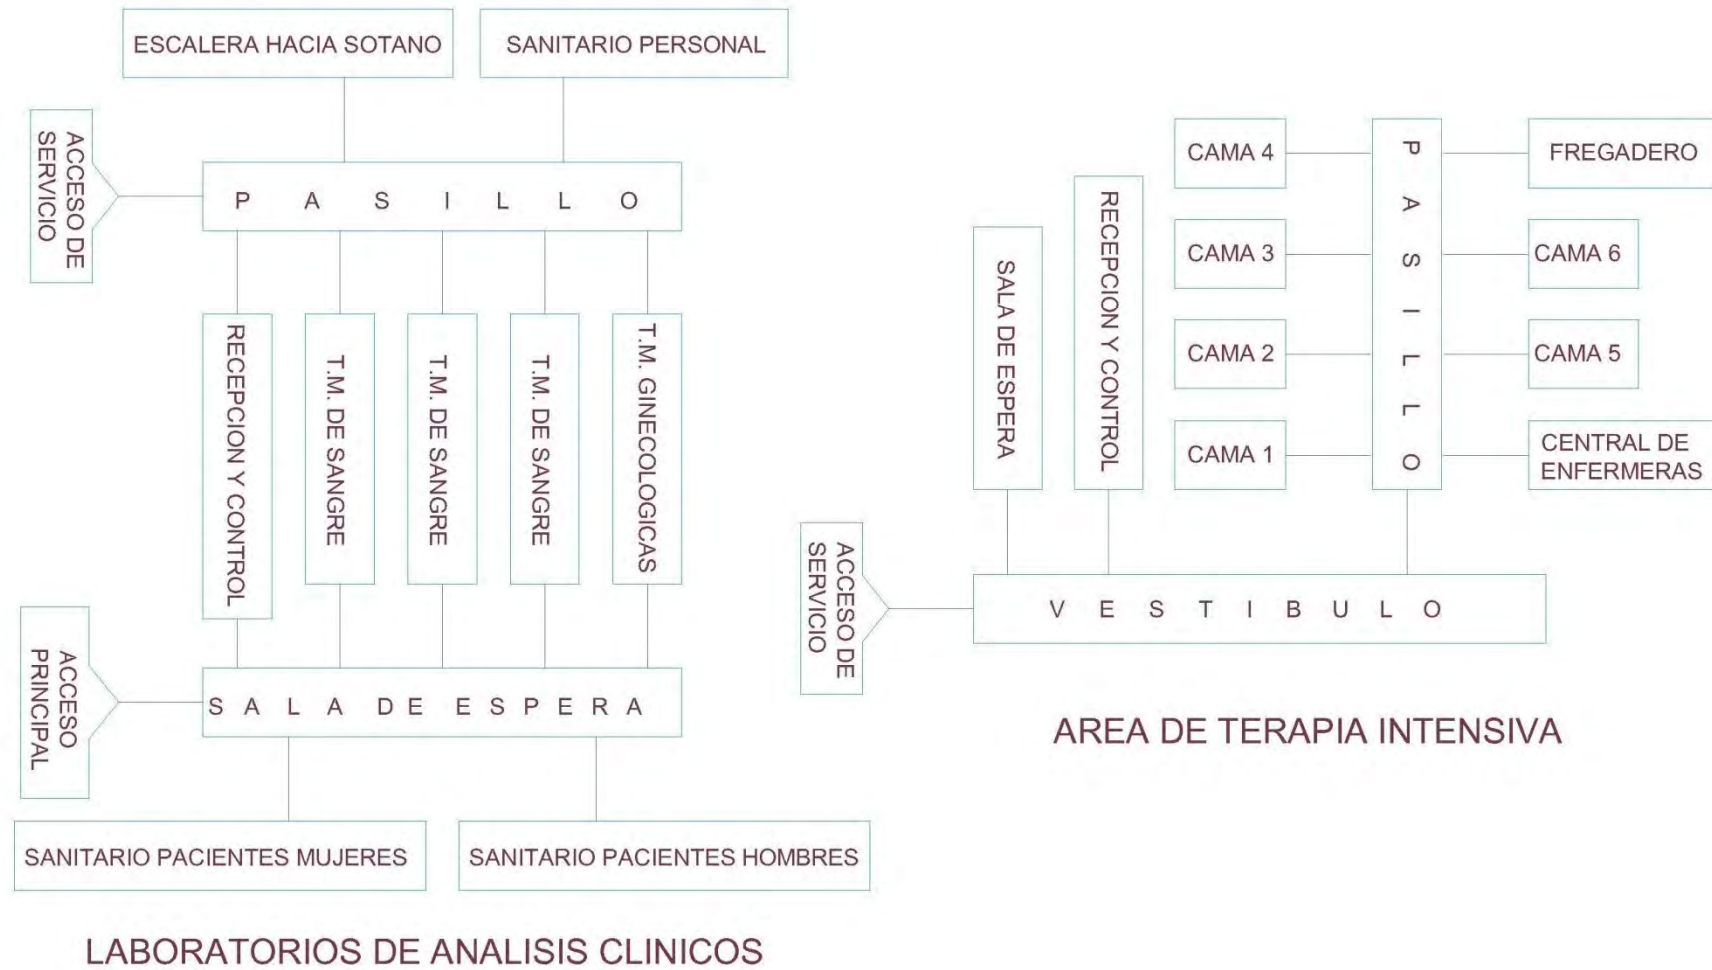 ESCALERA HACIA SOTANO
SANITARIO PERSONAL
ACCESO DE
SERVICIO
P A S I L L O
RECEPCION Y CONTROL
T.M. DE SANGRE
T.M. DE SANGRE
T.M. DE SANGRE
T.M. GINECOLOGICAS
ACCESO
PRINCIPAL
S A L A DE E S P E R A
SANITARIO PACIENTES MUJERES
SANITARIO PACIENTES HOMBRES
LABORATORIOS DE ANALISIS CLINICOS
SALA DE ESPERA
RECEPCION Y CONTROL
CAMA 4
CAMA 3
CAMA 2
CAMA 1
P A S I L L O
FREGADERO
CAMA 6
CAMA 5
CENTRAL DE
ENFERMERAS
ACCESO DE
SERVICIO
V E S T I B U L O
AREA DE TERAPIA INTENSIVA